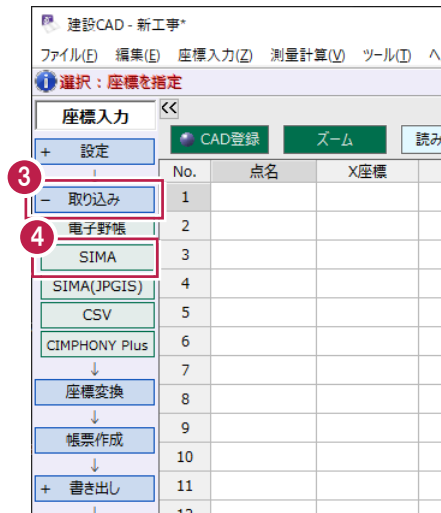 建設CAD - 新工事*
ファイル(F) 編集(E) 座標入力(Z) 測量計算(V) ツール(T) ヘ
選択：座標を指定
座標入力
<<
CAD登録 ズーム 読み
+ 設定
No. 点名 X座標
3
- 取り込み
1
電子野帳
2
4
SIMA
3
SIMA(JPGIS)
4
CSV
5
CIMPHONY Plus
6
↓
7
座標変換
8
↓
9
帳票作成
↓
10
+ 書き出し
11
12